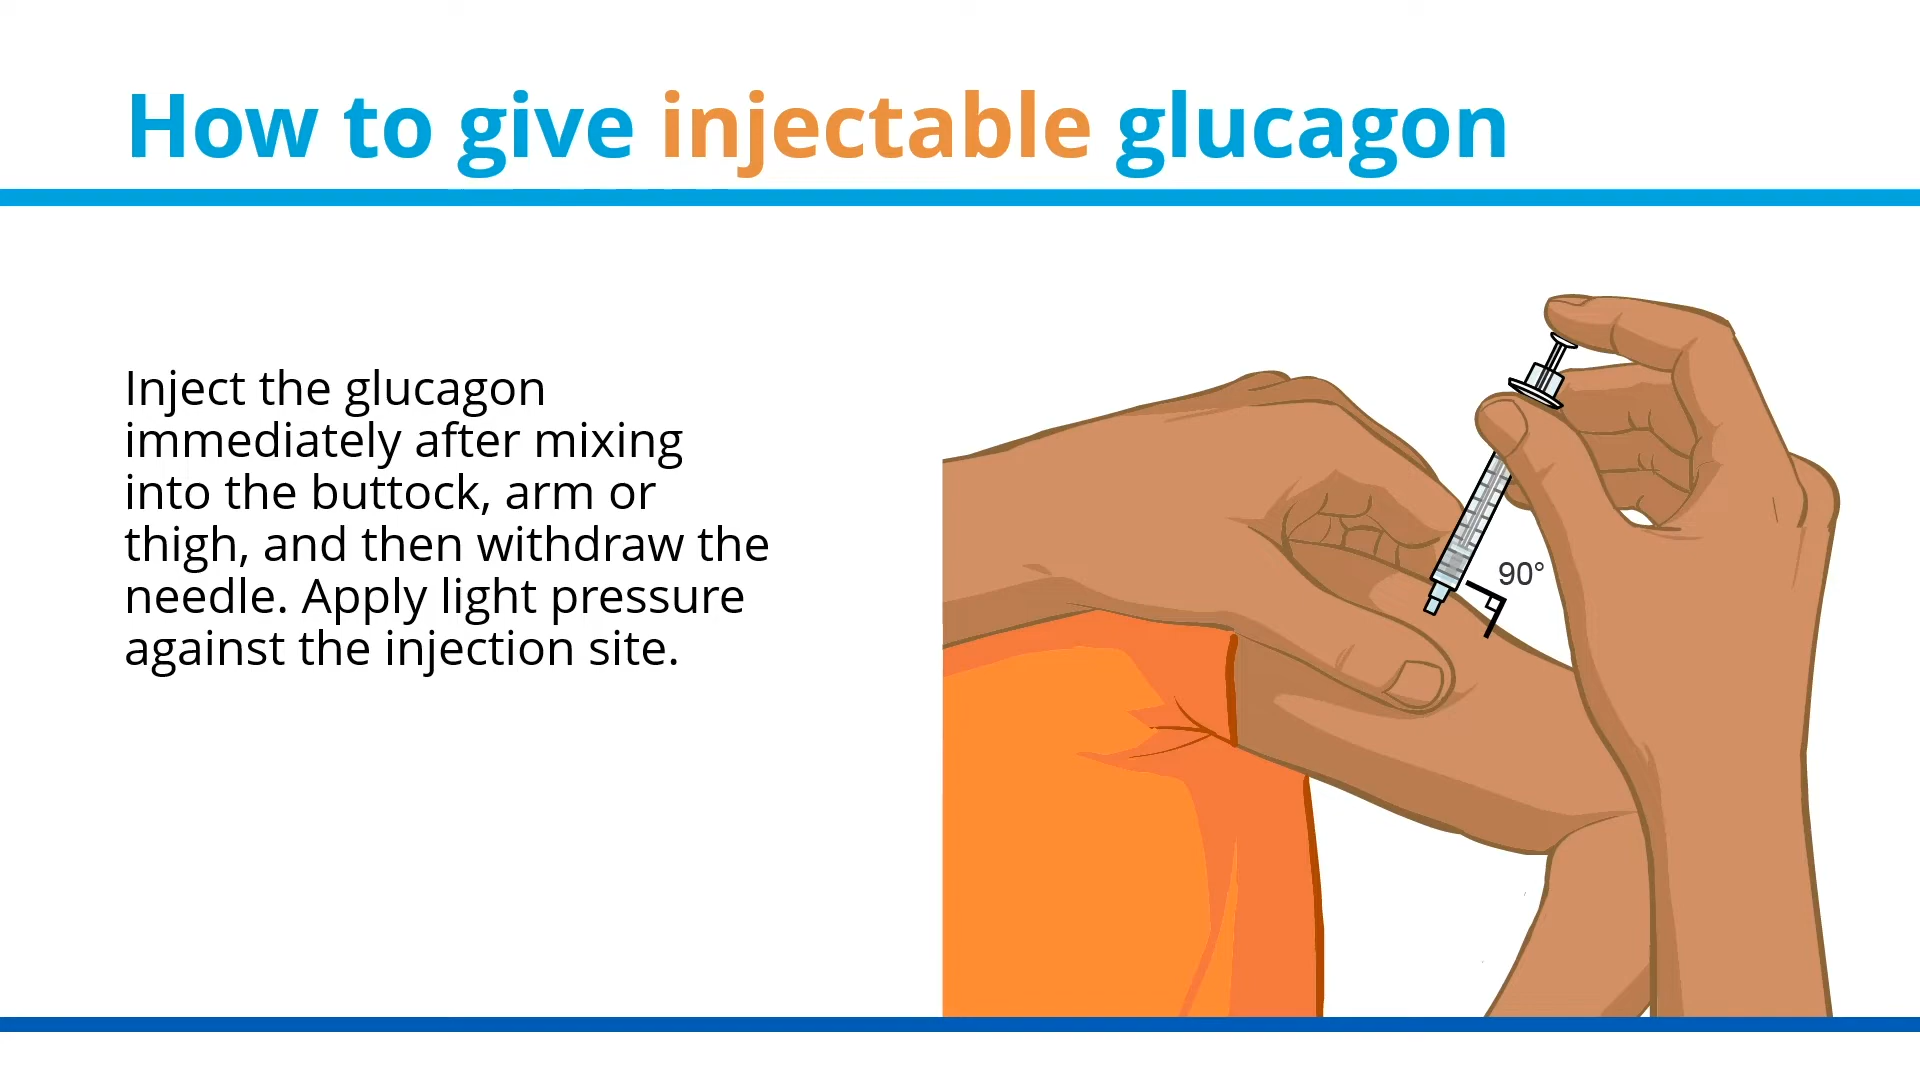 How to give injectable glucagon
Inject the glucagon
immediately after mixing
into the buttock, arm or
thigh, and then withdraw the
needle. Apply light pressure
against the injection site.
90°